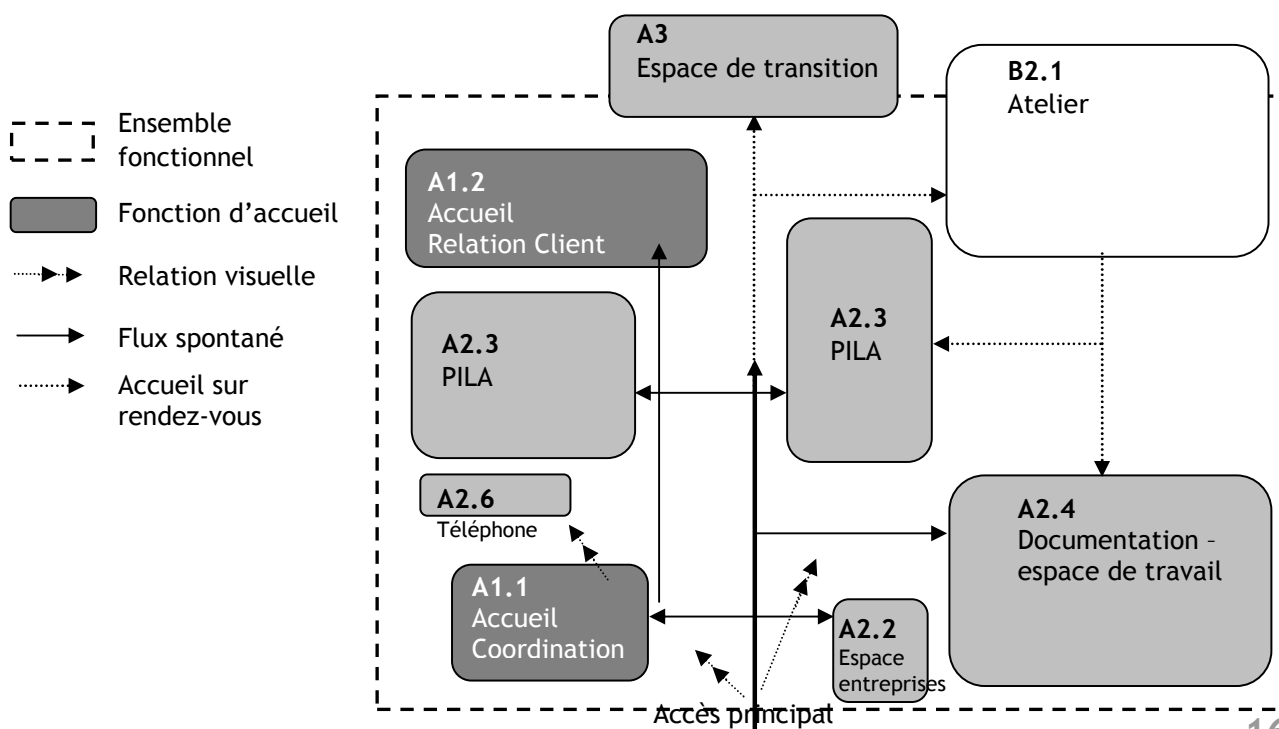 Ensemble
fonctionnel
Fonction d’accueil
Relation visuelle
Flux spontané
Accueil sur
rendez-vous
A3
Espace de transition
B2.1
Atelier
A1.2
Accueil
Relation Client
A2.3
PILA
A2.3
PILA
A2.6
Téléphone
A2.4
Documentation –
espace de travail
A1.1
Accueil
Coordination
A2.2
Espace
entreprises
Accès principal